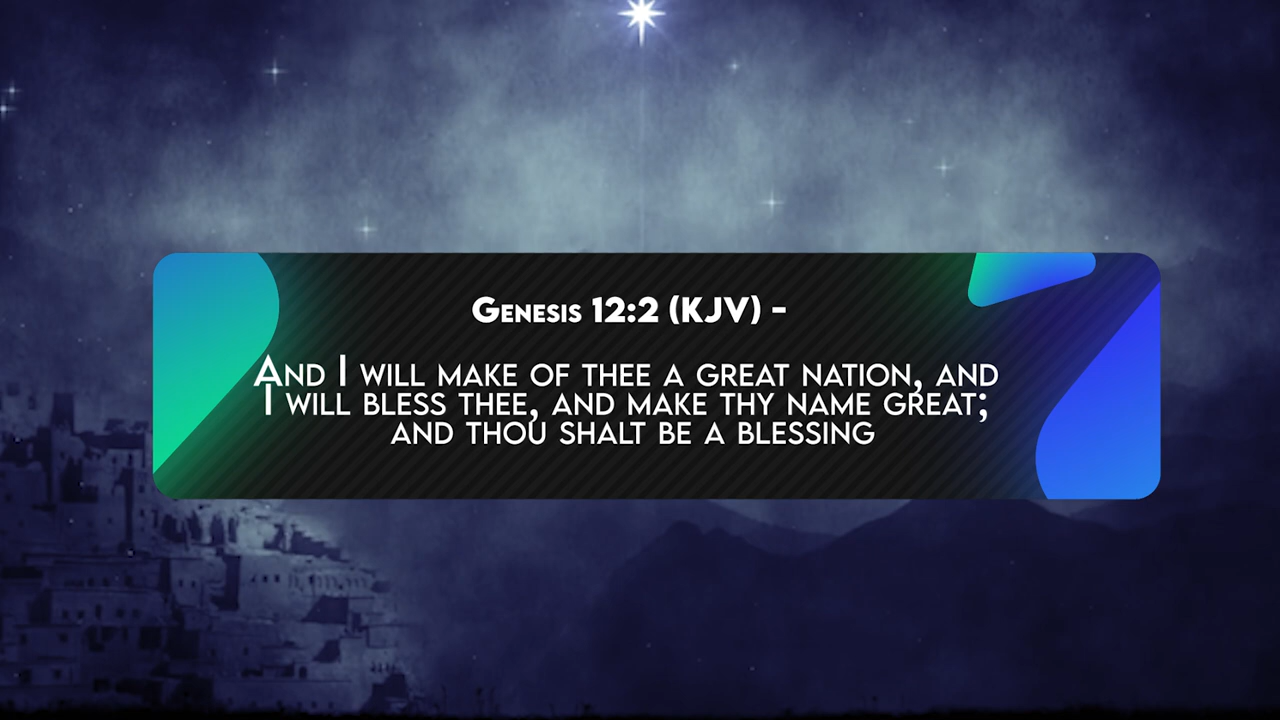 Genesis 12:2 (KJV) -
And I will make of thee a great nation, and
I will bless thee, and make thy name great;
and thou shalt be a blessing